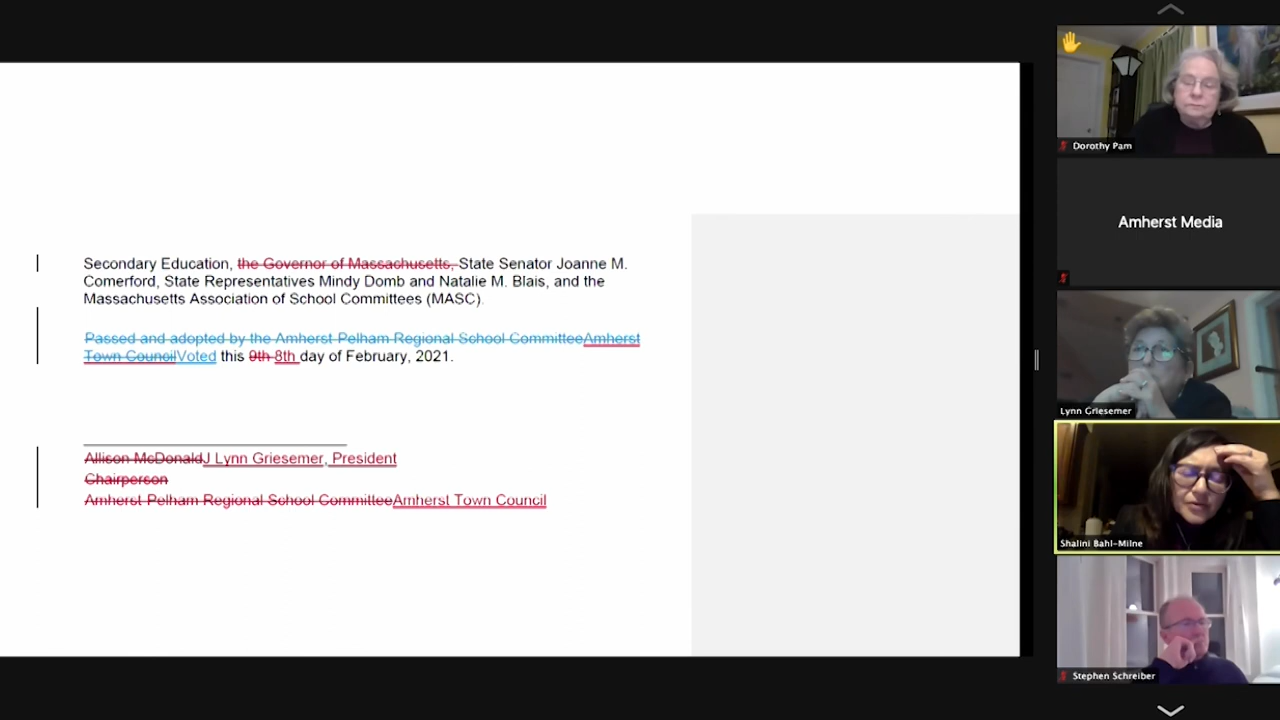 Secondary Education, the Governor of Massachusetts, State Senator Joanne M.
Comerford, State Representatives Mindy Domb and Natalie M. Blais, and the
Massachusetts Association of School Committees (MASC).
Passed and adopted by the Amherst-Pelham Regional School CommitteeAmherst
Town CouncilVoted this 9th 8th day of February, 2021.
Allison McDonaldJ Lynn Griesemer, President
Chairperson
Amherst-Pelham Regional School CommitteeAmherst Town Council
Dorothy Pam
Amherst Media
Lynn Griesemer
Shalini Bahl-Milne
Stephen Schreiber